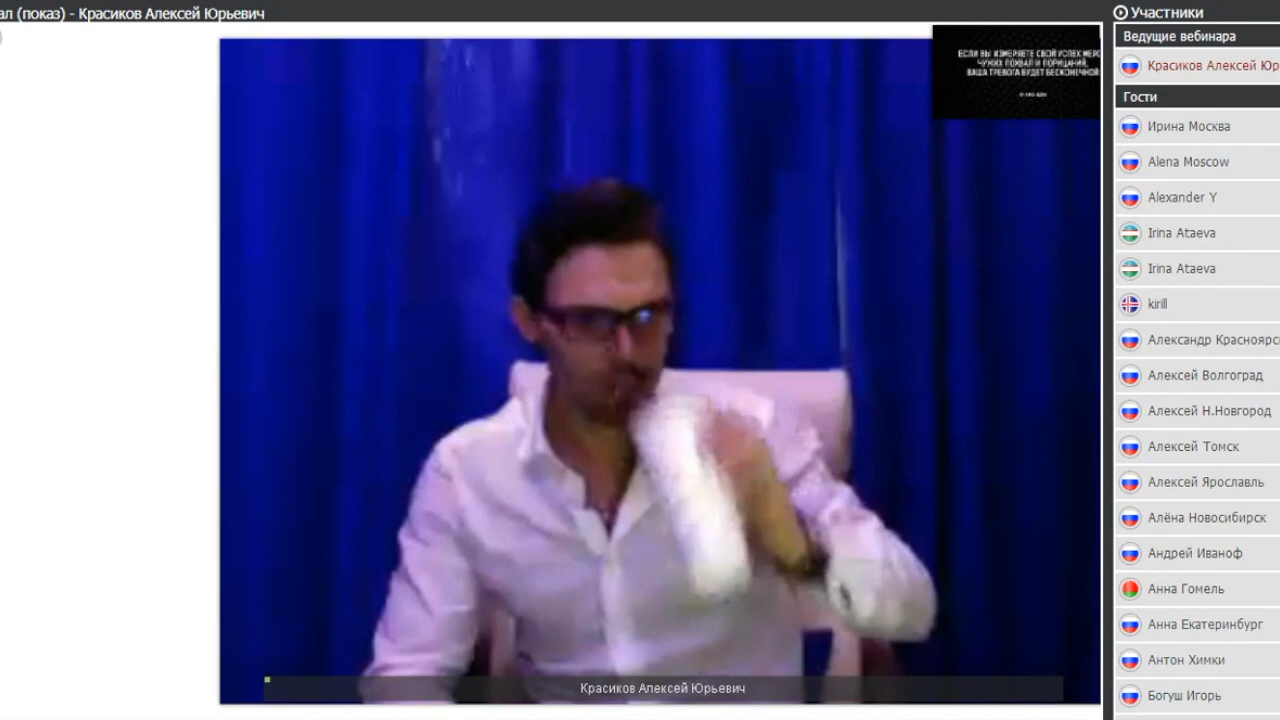 ал (показ) - Красиков Алексей Юрьевич
ЕСЛИ ВЫ ИЗМЕРЯЕТЕ СВОЙ УСПЕХ МЕРО
ЧУЖИХ ПОХВАЛ И ПОРИЦАНИЙ,
ВАША ТРЕВОГА БУДЕТ БЕСКОНЕЧНОЙ
Красиков Алексей Юрьевич
Участники
Ведущие вебинара
Красиков Алексей Юр
Гости
Ирина Москва
Alena Moscow
Alexander Y
Irina Ataeva
Irina Ataeva
kirill
Александр Краснояро
Алексей Волгоград
Алексей Н.Новгород
Алексей Томск
Алексей Ярославль
Алёна Новосибирск
Андрей Иваноф
Анна Гомель
Анна Екатеринбург
Антон Химки
Богуш Игорь